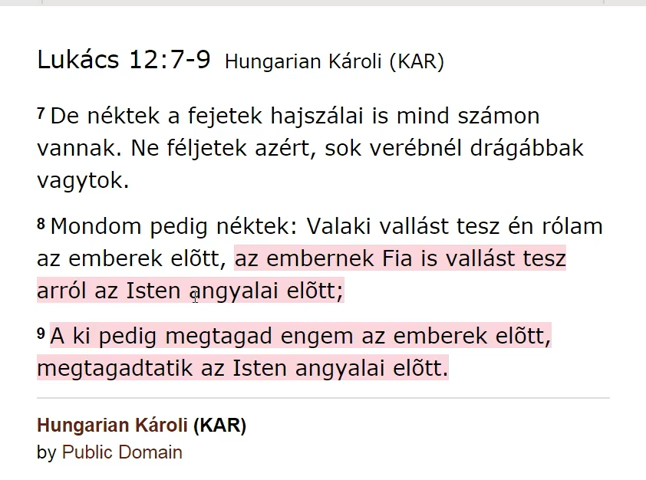 Lukács 12:7-9 Hungarian Károli (KAR)
7 De néktek a fejetek hajszálai is mind számon
vannak. Ne féljetek azért, sok verébnél drágábbak
vagytok.
8 Mondom pedig néktek: Valaki vallást tesz én rólam
az emberek elõtt, az embernek Fia is vallást tesz
arról az Isten angyalai elõtt;
9 A ki pedig megtagad engem az emberek elõtt,
megtagadtatik az Isten angyalai elõtt.
Hungarian Károli (KAR)
by Public Domain